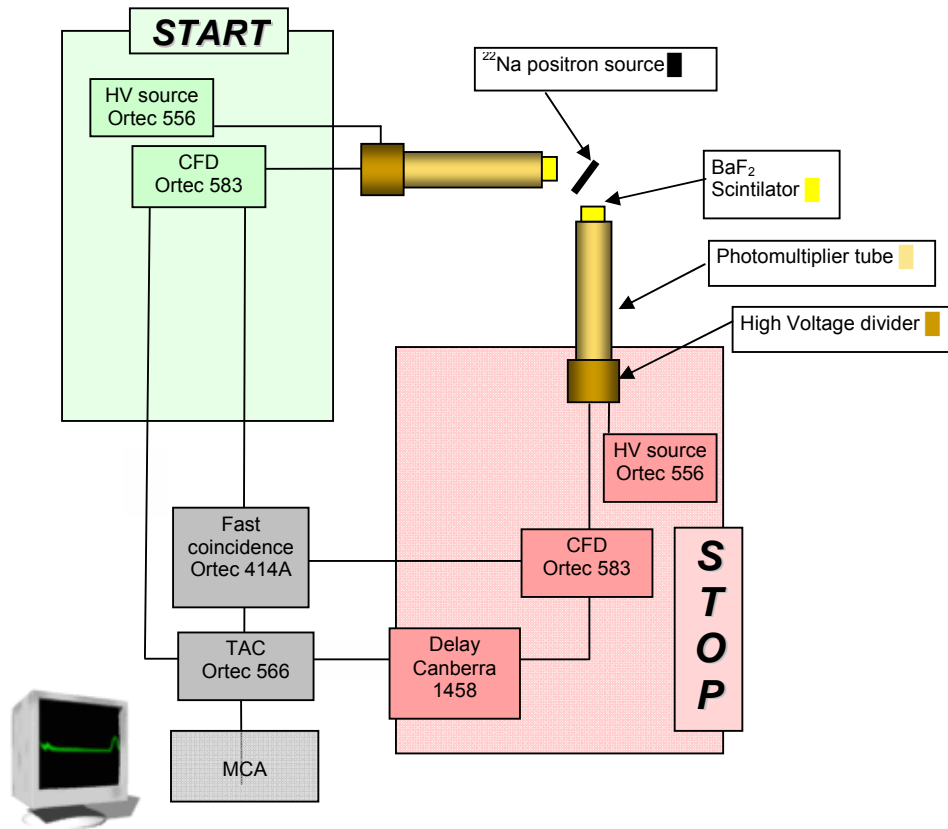 START
²²Na positron source
HV source
Ortec 556
CFD
Ortec 583
BaF₂
Scintilator
Photomultiplier tube
High Voltage divider
HV source
Ortec 556
Fast
coincidence
Ortec 414A
CFD
Ortec 583
S
T
O
P
TAC
Ortec 566
Delay
Canberra
1458
MCA